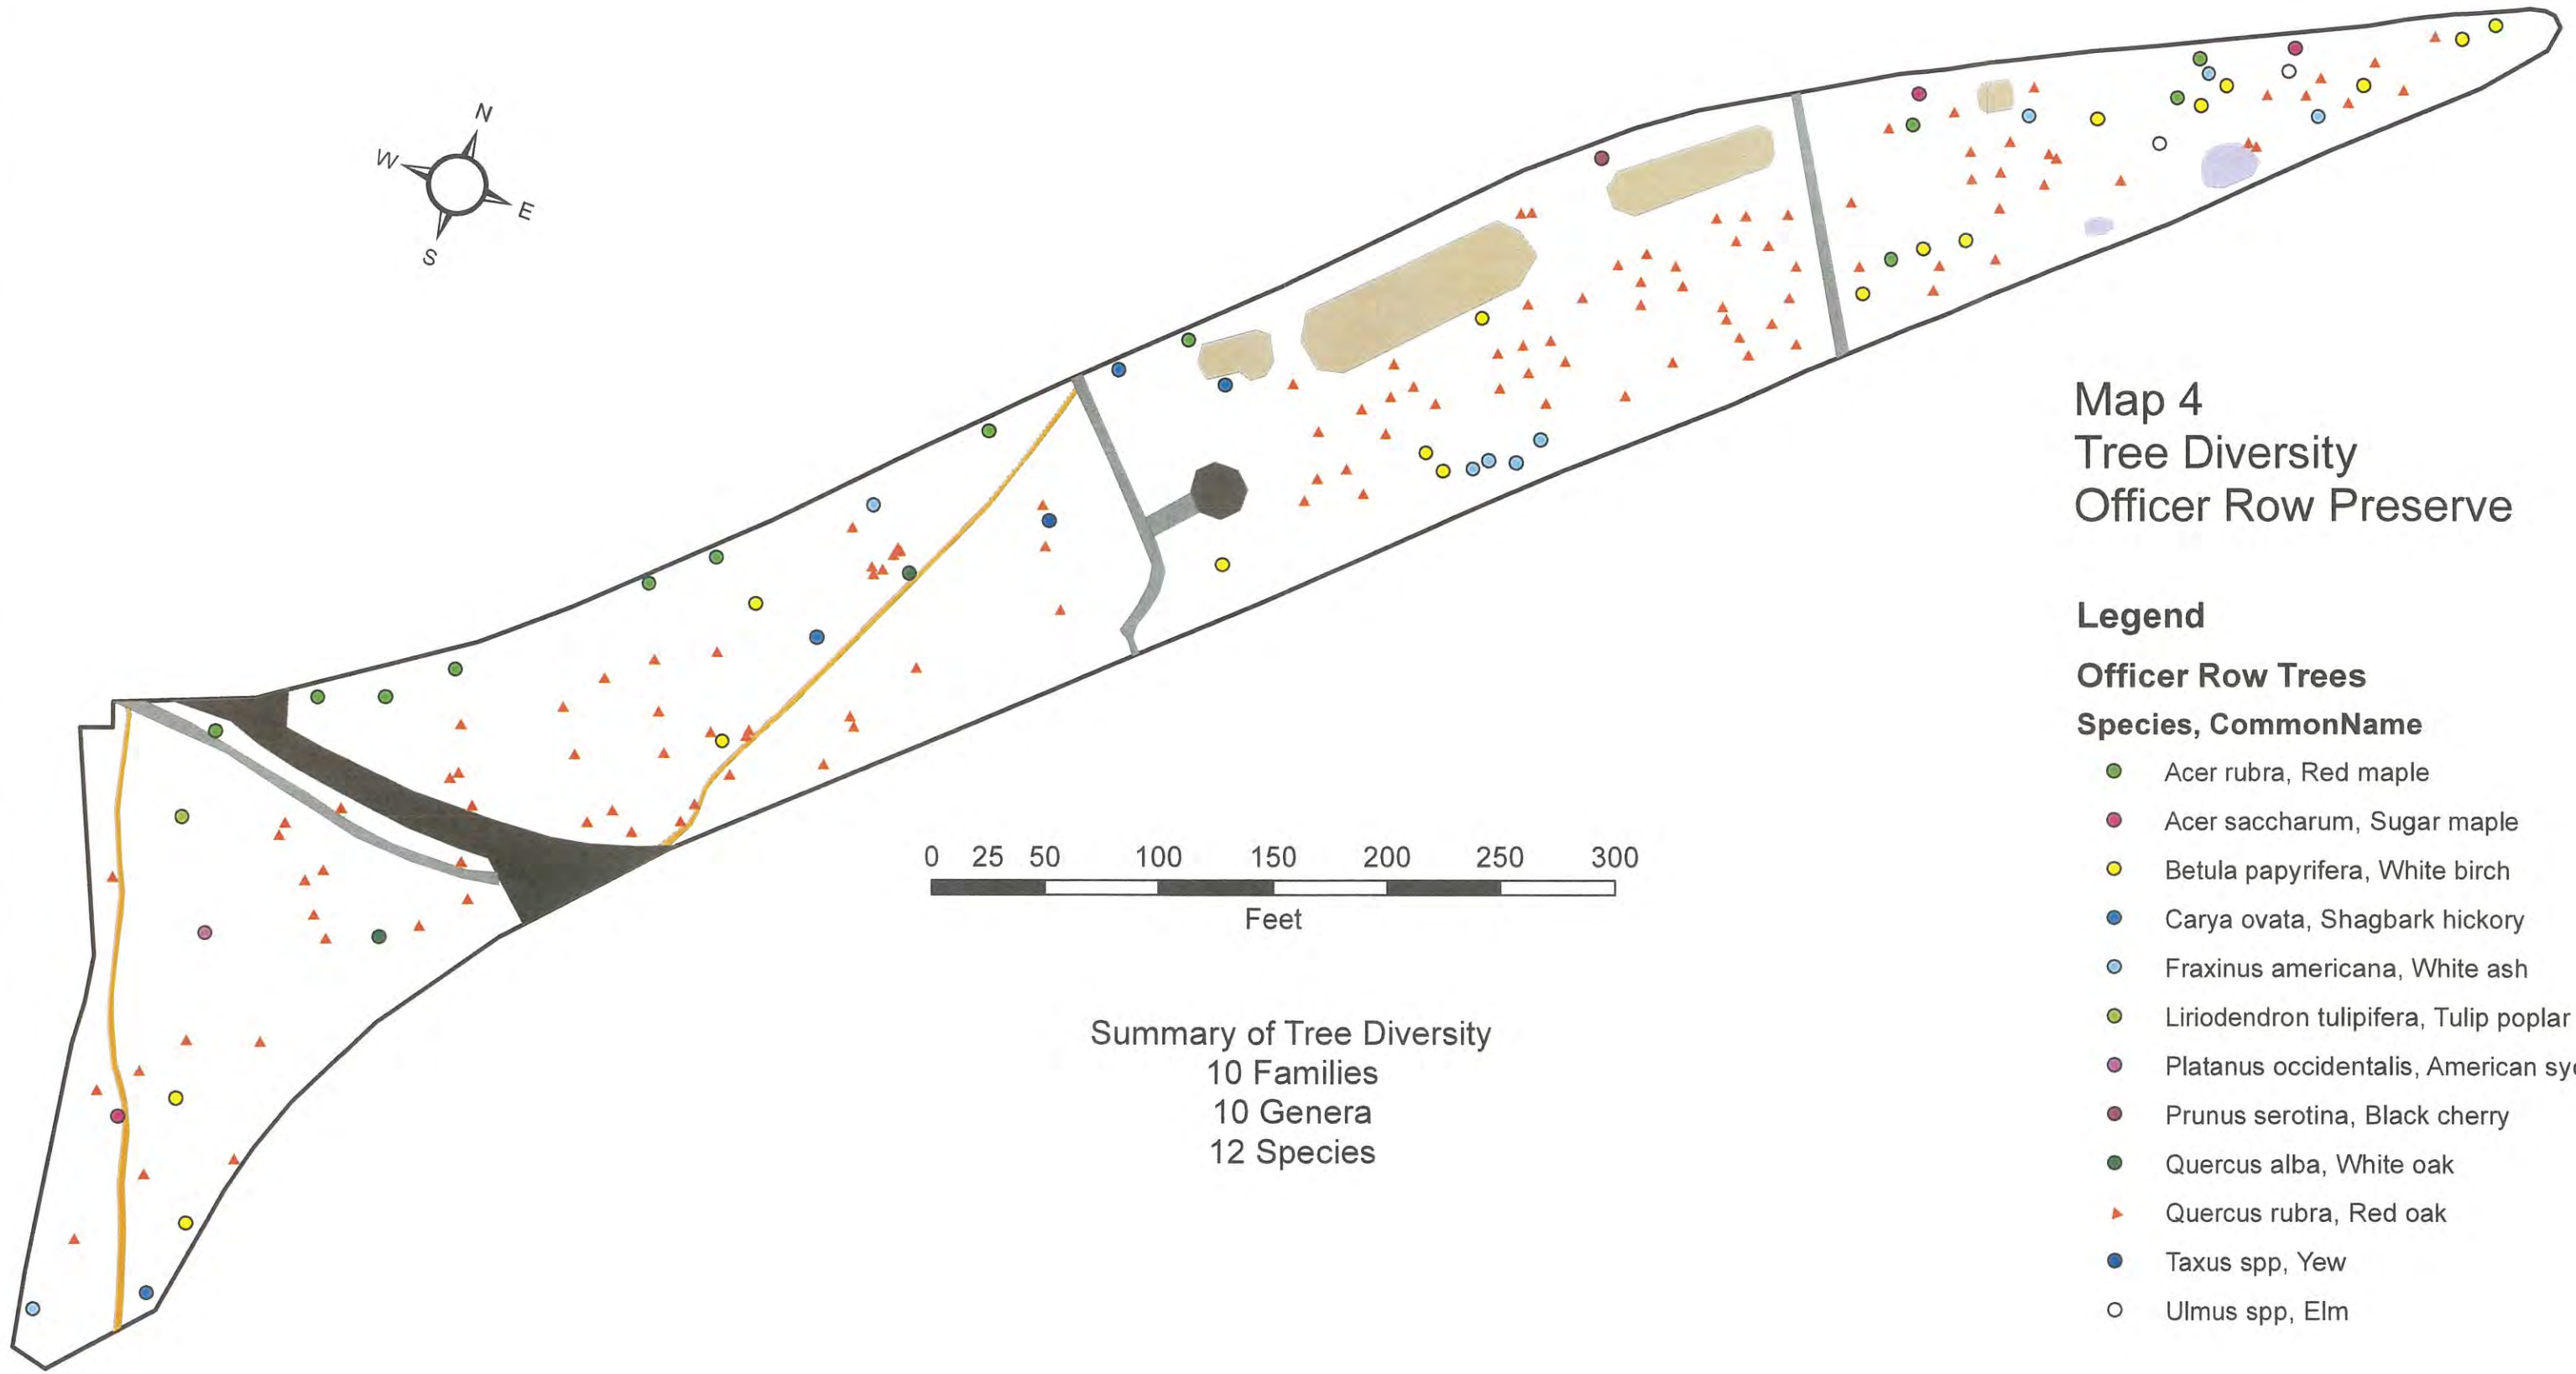 N
W
E
S
Map 4
Tree Diversity
Officer Row Preserve
Legend
Officer Row Trees
Species, CommonName
Acer rubra, Red maple
Acer saccharum, Sugar maple
Betula papyrifera, White birch
Carya ovata, Shagbark hickory
Fraxinus americana, White ash
Liriodendron tulipifera, Tulip poplar
Platanus occidentalis, American
Prunus serotina, Black cherry
Quercus alba, White oak
Quercus rubra, Red oak
Taxus spp, Yew
Ulmus spp, Elm
0 25 50 100 150 200 250 300
Feet
Summary of Tree Diversity
10 Families
10 Genera
12 Species